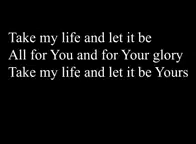 Take my life and let it be
All for You and for Your glory
Take my life and let it be Yours